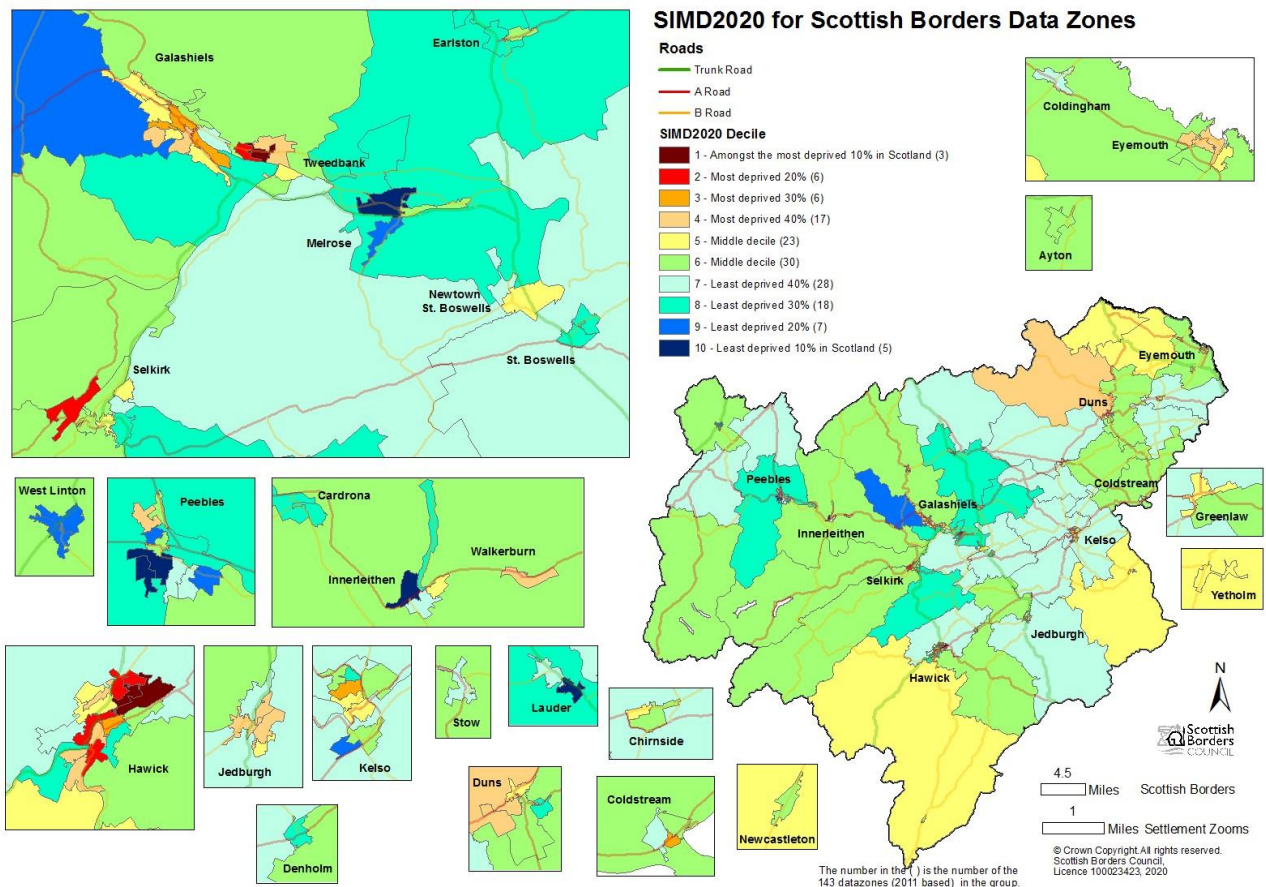 SIMD2020 for Scottish Borders Data Zones
Roads
Trunk Road
A Road
B Road
SIMD2020 Decile
1 - Amongst the most deprived 10% in Scotland (3)
2 - Most deprived 20% (6)
3 - Most deprived 30% (6)
4 - Most deprived 40% (17)
5 - Middle decile (23)
6 - Middle decile (30)
7 - Least deprived 40% (28)
8 - Least deprived 30% (18)
9 - Least deprived 20% (7)
10 - Least deprived 10% in Scotland (5)
Galashiels
Earlston
Tweedbank
Melrose
Newtown
St. Boswells
St. Boswells
Selkirk
Coldingham
Eyemouth
Ayton
Eyemouth
Duns
Coldstream
Peebles
Galashiels
Innerleithen
Kelso
Selkirk
Jedburgh
Hawick
Greenlaw
Yetholm
West Linton
Peebles
Cardrona
Walkerburn
Innerleithen
Hawick
Jedburgh
Kelso
Stow
Lauder
Chirnside
Denholm
Duns
Coldstream
Newcastleton
N
Scottish
Borders
COUNCIL
4.5
Miles Scottish Borders
1
Miles Settlement Zooms
© Crown Copyright.All rights reserved.
Scottish Borders Council,
Licence 100023423, 2020
The number in the ( ) is the number of the
143 datazones (2011 based) in the group.